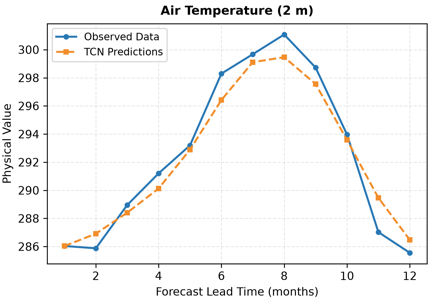 Air Temperature (2 m)
Observed Data
TCN Predictions
Physical Value
300
298
296
294
292
290
288
286
2
4
6
8
10
12
Forecast Lead Time (months)